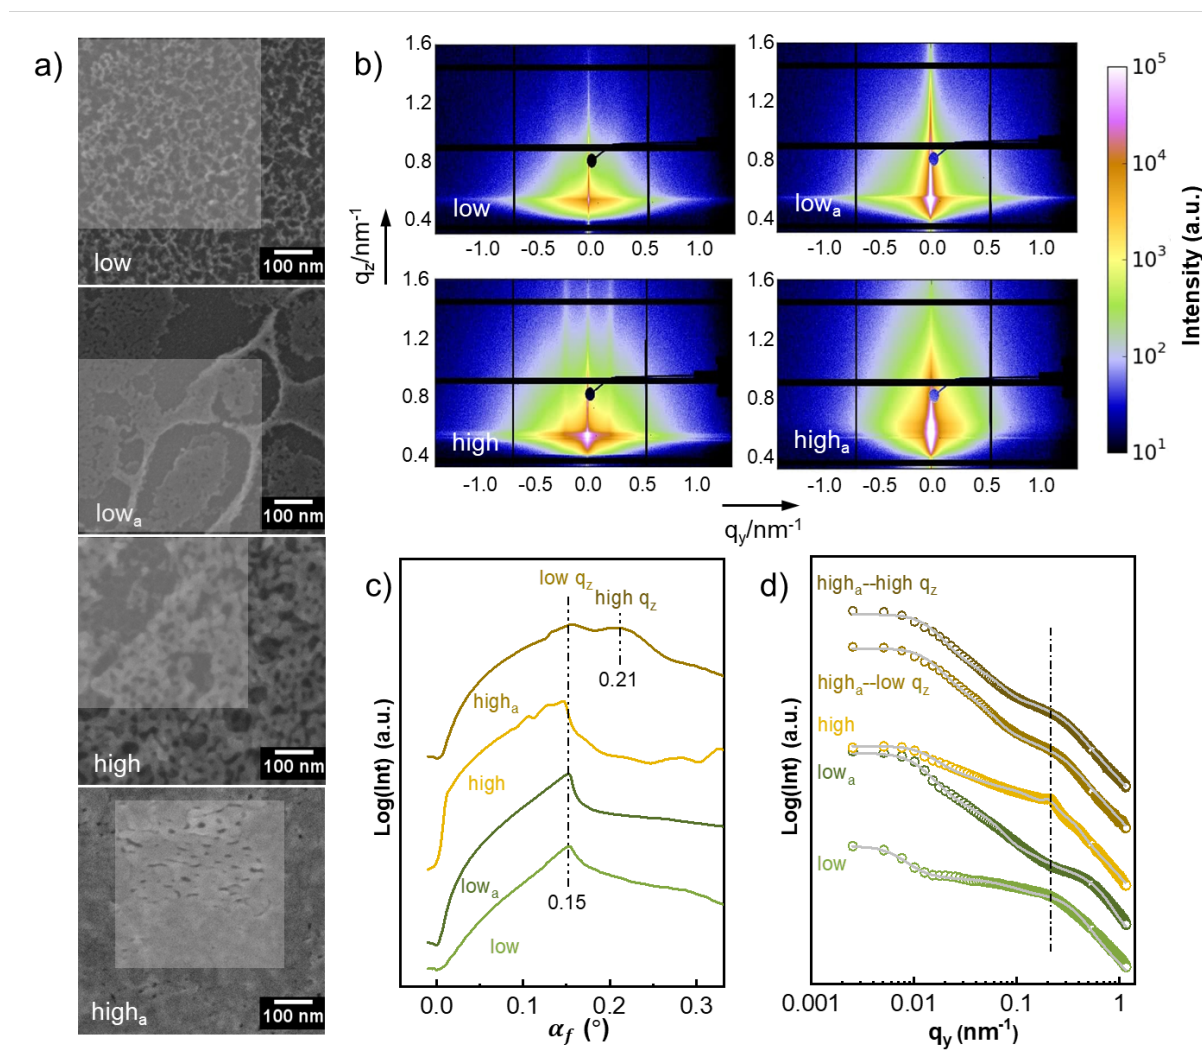 a)
low
100 nm
low_a
100 nm
high
100 nm
high_a
100 nm
b)
1.6
1.2
0.8
0.4
low
-1.0
-0.5
0.0
0.5
1.0
1.6
1.2
0.8
0.4
low_a
-1.0
-0.5
0.0
0.5
1.0
q_z/nm^-1
1.6
1.2
0.8
0.4
high
-1.0
-0.5
0.0
0.5
1.0
1.6
1.2
0.8
0.4
high_a
-1.0
-0.5
0.0
0.5
1.0
q_y/nm^-1
10^5
10^4
10^3
10^2
10^1
Intensity (a.u.)
c)
low q_z
high q_z
0.21
high_a
high
low_a
0.15
low
Log(Int) (a.u.)
0.0
0.1
0.2
0.3
α_f (°)
d)
high_a--high q_z
high_a--low q_z
high
low_a
low
Log(Int) (a.u.)
0.001
0.01
0.1
1
q_y (nm^-1)